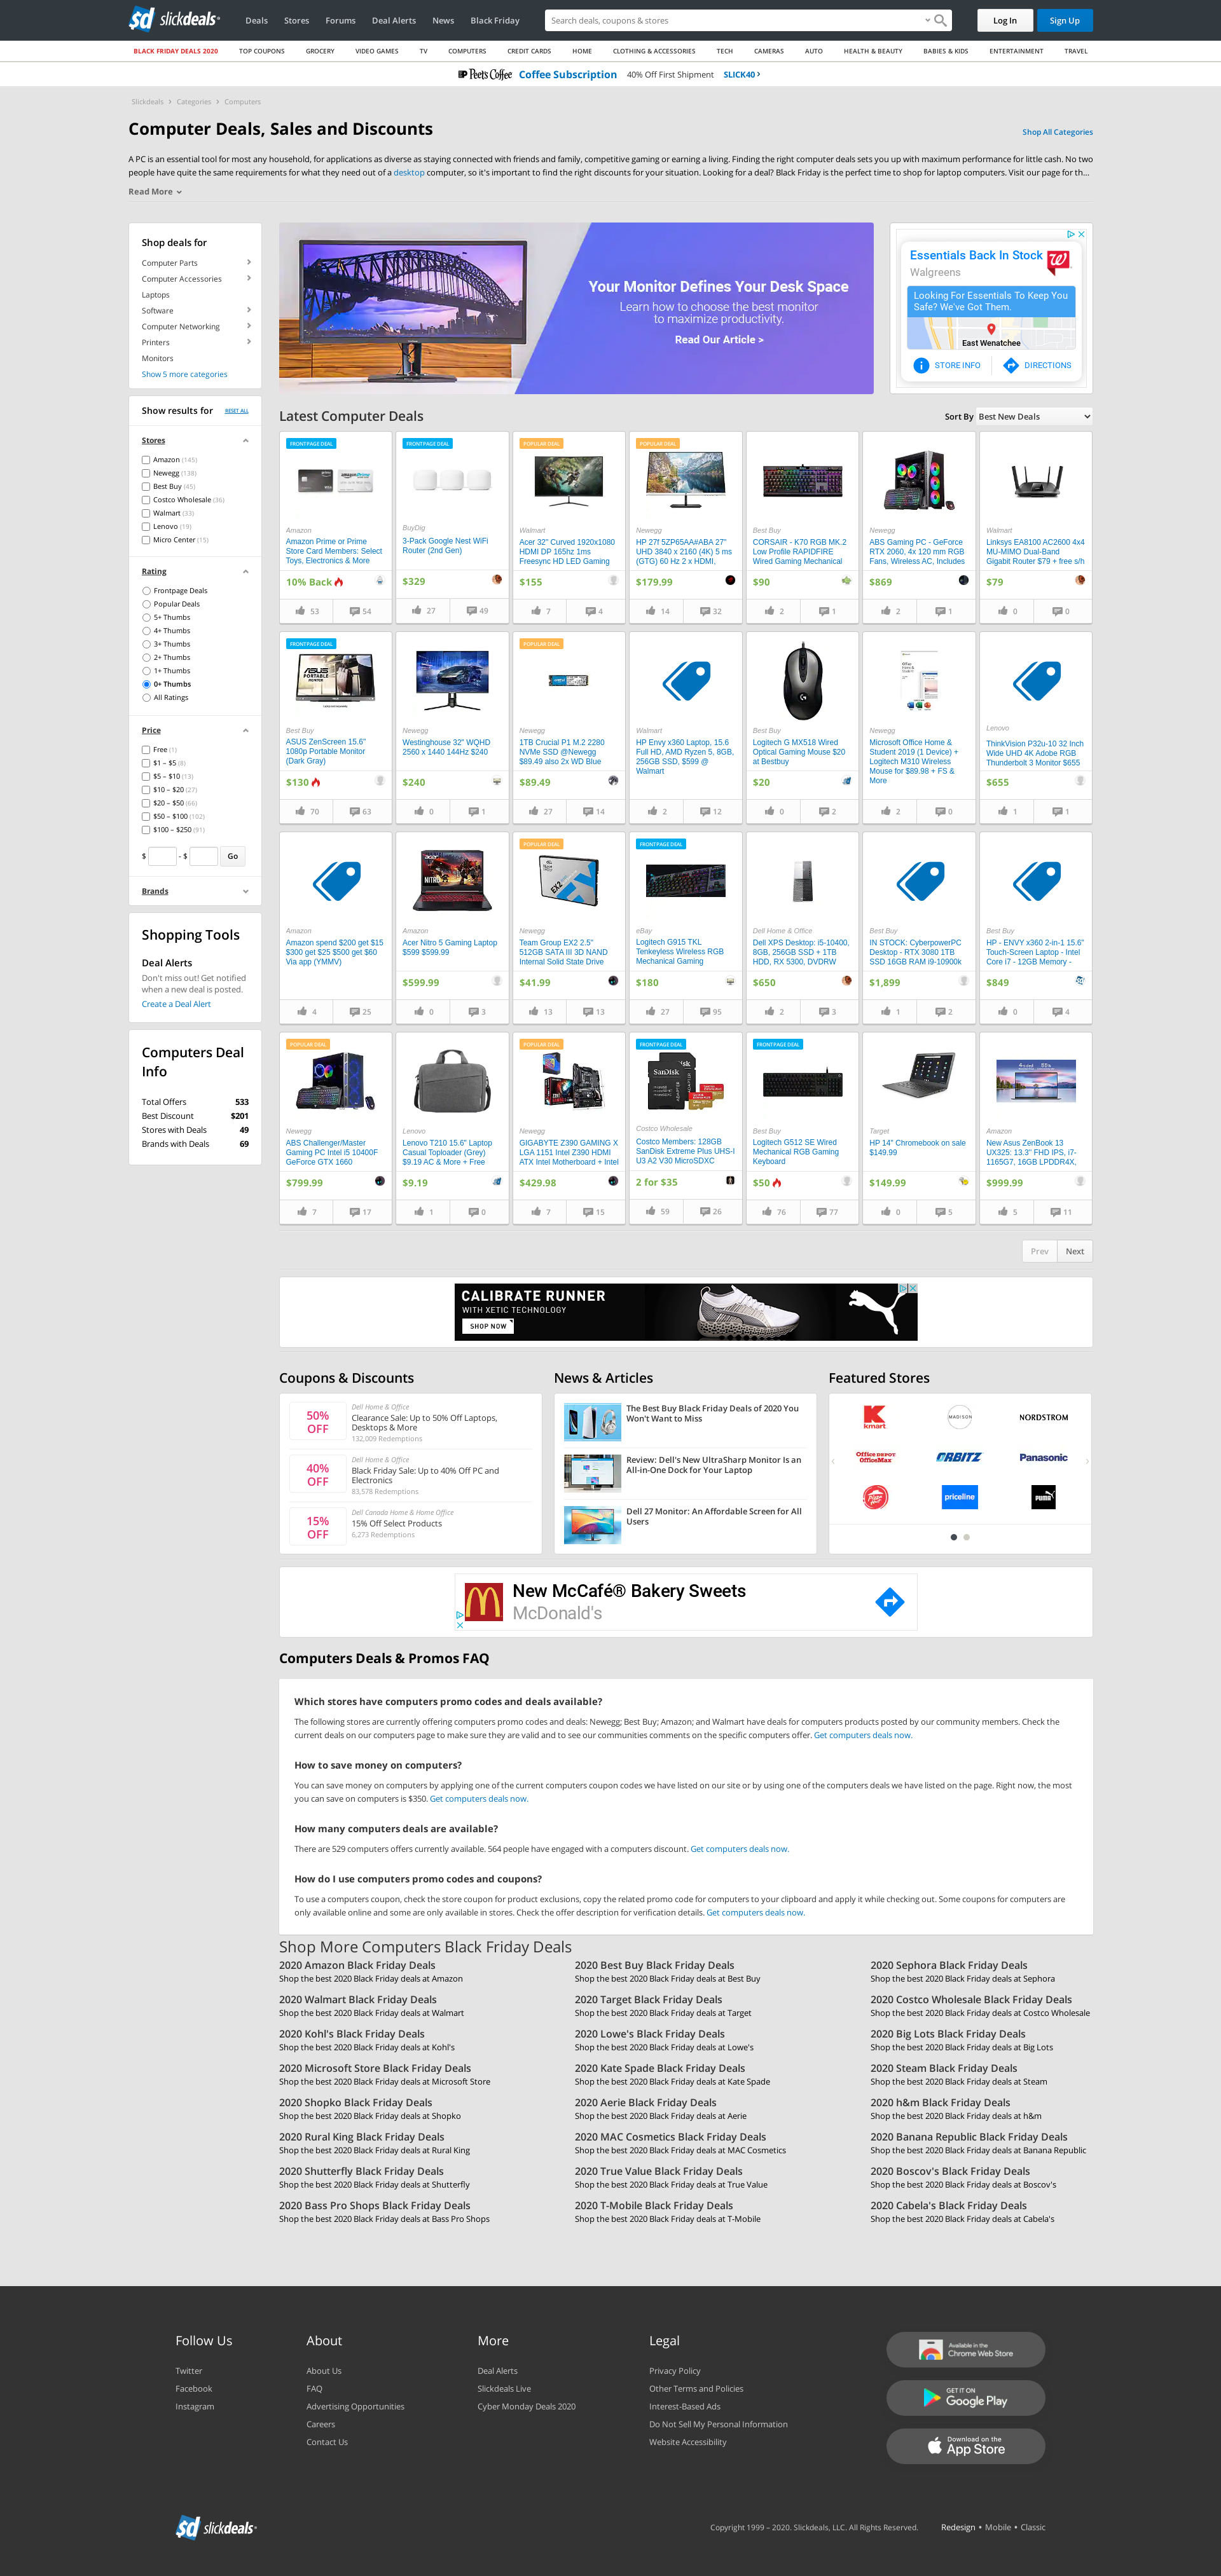 sd slickdeals
Deals Stores Forums Deal Alerts News Black Friday
Search deals, coupons & stores
Log In Sign Up
BLACK FRIDAY DEALS 2020 TOP COUPONS GROCERY VIDEO GAMES TV COMPUTERS CREDIT CARDS HOME CLOTHING & ACCESSORIES TECH CAMERAS AUTO HEALTH & BEAUTY BABIES & KIDS ENTERTAINMENT TRAVEL
Peet's Coffee Coffee Subscription 40% Off First Shipment SLICK40 >
Slickdeals > Categories > Computers
Computer Deals, Sales and Discounts
Shop All Categories
A PC is an essential tool for most any household, for applications as diverse as staying connected with friends and family, competitive gaming or earning a living. Finding the right computer deals sets you up with maximum performance for little cash. No two
people have quite the same requirements for what they need out of a desktop computer, so it's important to find the right discounts for your situation. Looking for a deal? Black Friday is the perfect time to shop for laptop computers. Visit our page for th...
Read More
Shop deals for
Computer Parts
Computer Accessories
Laptops
Software
Computer Networking
Printers
Monitors
Show 5 more categories
Show results for RESET ALL
Stores
Amazon (145)
Newegg (138)
Best Buy (45)
Costco Wholesale (36)
Walmart (33)
Lenovo (19)
Micro Center (15)
Rating
Frontpage Deals
Popular Deals
5+ Thumbs
4+ Thumbs
3+ Thumbs
2+ Thumbs
1+ Thumbs
0+ Thumbs
All Ratings
Price
Free (1)
$1 – $5 (8)
$5 – $10 (13)
$10 – $20 (27)
$20 – $50 (66)
$50 – $100 (102)
$100 – $250 (91)
$ - $ Go
Brands
Shopping Tools
Deal Alerts
Don't miss out! Get notified
when a new deal is posted.
Create a Deal Alert
Computers Deal
Info
Total Offers 533
Best Discount $201
Stores with Deals 49
Brands with Deals 69
Your Monitor Defines Your Desk Space
Learn how to choose the best monitor
to maximize productivity.
Read Our Article >
Essentials Back In Stock
Walgreens
Looking For Essentials To Keep You
Safe? We've Got Them.
East Wenatchee
STORE INFO DIRECTIONS
Latest Computer Deals
Sort By Best New Deals
FRONTPAGE DEAL
Amazon
Amazon Prime or Prime
Store Card Members: Select
Toys, Electronics & More
10% Back
53 54
FRONTPAGE DEAL
BuyDig
3-Pack Google Nest WiFi
Router (2nd Gen)
$329
27 49
POPULAR DEAL
Walmart
Acer 32" Curved 1920x1080
HDMI DP 165hz 1ms
Freesync HD LED Gaming
$155
7 4
POPULAR DEAL
Newegg
HP 27f 5ZP65AA#ABA 27"
UHD 3840 x 2160 (4K) 5 ms
(GTG) 60 Hz 2 x HDMI,
$179.99
14 32
Best Buy
CORSAIR - K70 RGB MK.2
Low Profile RAPIDFIRE
Wired Gaming Mechanical
$90
2 1
Newegg
ABS Gaming PC - GeForce
RTX 2060, 4x 120 mm RGB
Fans, Wireless AC, Includes
$869
2 1
Walmart
Linksys EA8100 AC2600 4x4
MU-MIMO Dual-Band
Gigabit Router $79 + free s/h
$79
0 0
FRONTPAGE DEAL
ASUS
PORTABLE
MONITOR
Best Buy
ASUS ZenScreen 15.6"
1080p Portable Monitor
(Dark Gray)
$130
70 63
Newegg
Westinghouse 32" WQHD
2560 x 1440 144Hz $240
$240
0 1
POPULAR DEAL
Newegg
1TB Crucial P1 M.2 2280
NVMe SSD @Newegg
$89.49 also 2x WD Blue
$89.49
27 14
Walmart
HP Envy x360 Laptop, 15.6
Full HD, AMD Ryzen 5, 8GB,
256GB SSD, $599 @
Walmart
2 12
Best Buy
Logitech G MX518 Wired
Optical Gaming Mouse $20
at Bestbuy
$20
0 2
Newegg
Microsoft Office Home &
Student 2019 (1 Device) +
Logitech M310 Wireless
Mouse for $89.98 + FS &
More
2 0
Lenovo
ThinkVision P32u-10 32 Inch
Wide UHD 4K Adobe RGB
Thunderbolt 3 Monitor $655
$655
1 1
Amazon
Amazon spend $200 get $15
$300 get $25 $500 get $60
Via app (YMMV)
4 25
acer
NITRO
Amazon
Acer Nitro 5 Gaming Laptop
$599 $599.99
$599.99
0 3
POPULAR DEAL
EX2
Newegg
Team Group EX2 2.5"
512GB SATA III 3D NAND
Internal Solid State Drive
$41.99
13 13
FRONTPAGE DEAL
eBay
Logitech G915 TKL
Tenkeyless Wireless RGB
Mechanical Gaming
$180
27 95
Dell Home & Office
Dell XPS Desktop: i5-10400,
8GB, 256GB SSD + 1TB
HDD, RX 5300, DVDRW
$650
2 3
Best Buy
IN STOCK: CyberpowerPC
Desktop - RTX 3080 1TB
SSD 16GB RAM i9-10900k
$1,899
1 2
Best Buy
HP - ENVY x360 2-in-1 15.6"
Touch-Screen Laptop - Intel
Core i7 - 12GB Memory -
$849
0 4
POPULAR DEAL
Newegg
ABS Challenger/Master
Gaming PC Intel i5 10400F
GeForce GTX 1660
$799.99
7 17
Lenovo
Lenovo T210 15.6" Laptop
Casual Toploader (Grey)
$9.19 AC & More + Free
$9.19
1 0
POPULAR DEAL
Newegg
GIGABYTE Z390 GAMING X
LGA 1151 Intel Z390 HDMI
ATX Intel Motherboard + Intel
$428.98
7 15
FRONTPAGE DEAL
SanDisk
Costco Wholesale
Costco Members: 128GB
SanDisk Extreme Plus UHS-I
U3 A2 V30 MicroSDXC
2 for $35
59 26
FRONTPAGE DEAL
Best Buy
Logitech G512 SE Wired
Mechanical RGB Gaming
Keyboard
$50
76 77
Target
HP 14" Chromebook on sale
$149.99
$149.99
0 5
Amazon
New Asus ZenBook 13
UX325: 13.3" FHD IPS, i7-
1165G7, 16GB LPDDR4X,
$999.99
5 11
Prev Next
CALIBRATE RUNNER
WITH XETIC TECHNOLOGY
SHOP NOW
Coupons & Discounts
50%
OFF
Dell Home & Office
Clearance Sale: Up to 50% Off Laptops,
Desktops & More
132,009 Redemptions
40%
OFF
Dell Home & Office
Black Friday Sale: Up to 40% Off PC and
Electronics
83,578 Redemptions
15%
OFF
Dell Canada Home & Home Office
15% Off Select Products
6,273 Redemptions
News & Articles
The Best Buy Black Friday Deals of 2020 You
Won't Want to Miss
Review: Dell's New UltraSharp Monitor Is an
All-in-One Dock for Your Laptop
Dell 27 Monitor: An Affordable Screen for All
Users
Featured Stores
kmart MADISON NORDSTROM
Office DEPOT
OfficeMax ORBITZ Panasonic
Pizza Hut priceline PUMA
New McCafé® Bakery Sweets
McDonald's
Computers Deals & Promos FAQ
Which stores have computers promo codes and deals available?
The following stores are currently offering computers promo codes and deals: Newegg; Best Buy; Amazon; and Walmart have deals for computers products posted by our community members. Check the
current deals on our computers page to make sure they are valid and to see our communities comments on the specific computers offer. Get computers deals now.
How to save money on computers?
You can save money on computers by applying one of the current computers coupon codes we have listed on our site or by using one of the computers deals we have listed on the page. Right now, the most
you can save on computers is $350. Get computers deals now.
How many computers deals are available?
There are 529 computers offers currently available. 564 people have engaged with a computers discount. Get computers deals now.
How do I use computers promo codes and coupons?
To use a computers coupon, check the store coupon for product exclusions, copy the related promo code for computers to your clipboard and apply it while checking out. Some coupons for computers are
only available online and some are only available in stores. Check the offer description for verification details. Get computers deals now.
Shop More Computers Black Friday Deals
2020 Amazon Black Friday Deals 2020 Best Buy Black Friday Deals 2020 Sephora Black Friday Deals
Shop the best 2020 Black Friday deals at Amazon Shop the best 2020 Black Friday deals at Best Buy Shop the best 2020 Black Friday deals at Sephora
2020 Walmart Black Friday Deals 2020 Target Black Friday Deals 2020 Costco Wholesale Black Friday Deals
Shop the best 2020 Black Friday deals at Walmart Shop the best 2020 Black Friday deals at Target Shop the best 2020 Black Friday deals at Costco Wholesale
2020 Kohl's Black Friday Deals 2020 Lowe's Black Friday Deals 2020 Big Lots Black Friday Deals
Shop the best 2020 Black Friday deals at Kohl's Shop the best 2020 Black Friday deals at Lowe's Shop the best 2020 Black Friday deals at Big Lots
2020 Microsoft Store Black Friday Deals 2020 Kate Spade Black Friday Deals 2020 Steam Black Friday Deals
Shop the best 2020 Black Friday deals at Microsoft Store Shop the best 2020 Black Friday deals at Kate Spade Shop the best 2020 Black Friday deals at Steam
2020 Shopko Black Friday Deals 2020 Aerie Black Friday Deals 2020 h&m Black Friday Deals
Shop the best 2020 Black Friday deals at Shopko Shop the best 2020 Black Friday deals at Aerie Shop the best 2020 Black Friday deals at h&m
2020 Rural King Black Friday Deals 2020 MAC Cosmetics Black Friday Deals 2020 Banana Republic Black Friday Deals
Shop the best 2020 Black Friday deals at Rural King Shop the best 2020 Black Friday deals at MAC Cosmetics Shop the best 2020 Black Friday deals at Banana Republic
2020 Shutterfly Black Friday Deals 2020 True Value Black Friday Deals 2020 Boscov's Black Friday Deals
Shop the best 2020 Black Friday deals at Shutterfly Shop the best 2020 Black Friday deals at True Value Shop the best 2020 Black Friday deals at Boscov's
2020 Bass Pro Shops Black Friday Deals 2020 T-Mobile Black Friday Deals 2020 Cabela's Black Friday Deals
Shop the best 2020 Black Friday deals at Bass Pro Shops Shop the best 2020 Black Friday deals at T-Mobile Shop the best 2020 Black Friday deals at Cabela's
Follow Us
Twitter
Facebook
Instagram
About
About Us
FAQ
Advertising Opportunities
Careers
Contact Us
More
Deal Alerts
Slickdeals Live
Cyber Monday Deals 2020
Legal
Privacy Policy
Other Terms and Policies
Interest-Based Ads
Do Not Sell My Personal Information
Website Accessibility
Available in the
Chrome Web Store
GET IT ON
Google Play
Download on the
App Store
sd slickdeals
Copyright 1999 – 2020. Slickdeals, LLC. All Rights Reserved. Redesign • Mobile • Classic